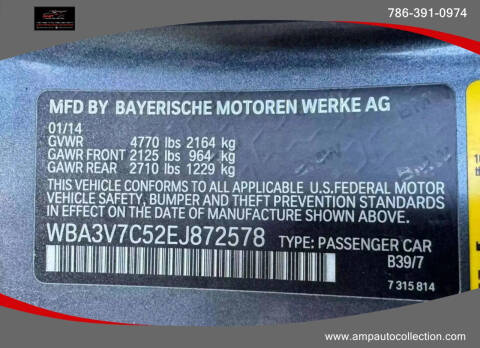 786-391-0974
MFD BY BAYERISCHE MOTOREN WERKE AG
01/14
GVWR 4770 lbs 2164 kg
GAWR FRONT 2125 lbs 964 kg
GAWR REAR 2710 lbs 1229 kg
THIS VEHICLE CONFORMS TO ALL APPLICABLE U.S.FEDERAL MOTOR
VEHICLE SAFETY, BUMPER AND THEFT PREVENTION STANDARDS
IN EFFECT ON THE DATE OF MANUFACTURE SHOWN ABOVE.
WBA3V7C52EJ872578 TYPE: PASSENGER CAR
B39/7
7 315 814
www.ampautocollection.com